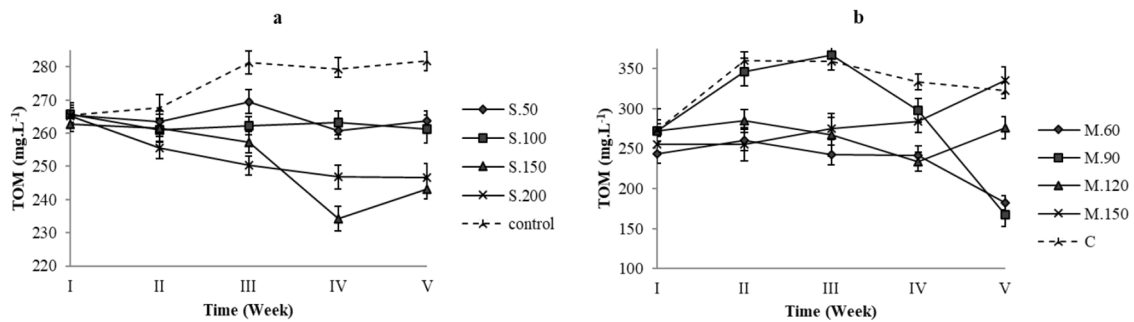 a
TOM (mg.L-1)
280
270
260
250
240
230
220
I II III IV V
Time (Week)
S.50
S.100
S.150
S.200
control
b
TOM (mg.L-1)
350
300
250
200
150
100
I II III IV V
Time (Week)
M.60
M.90
M.120
M.150
C